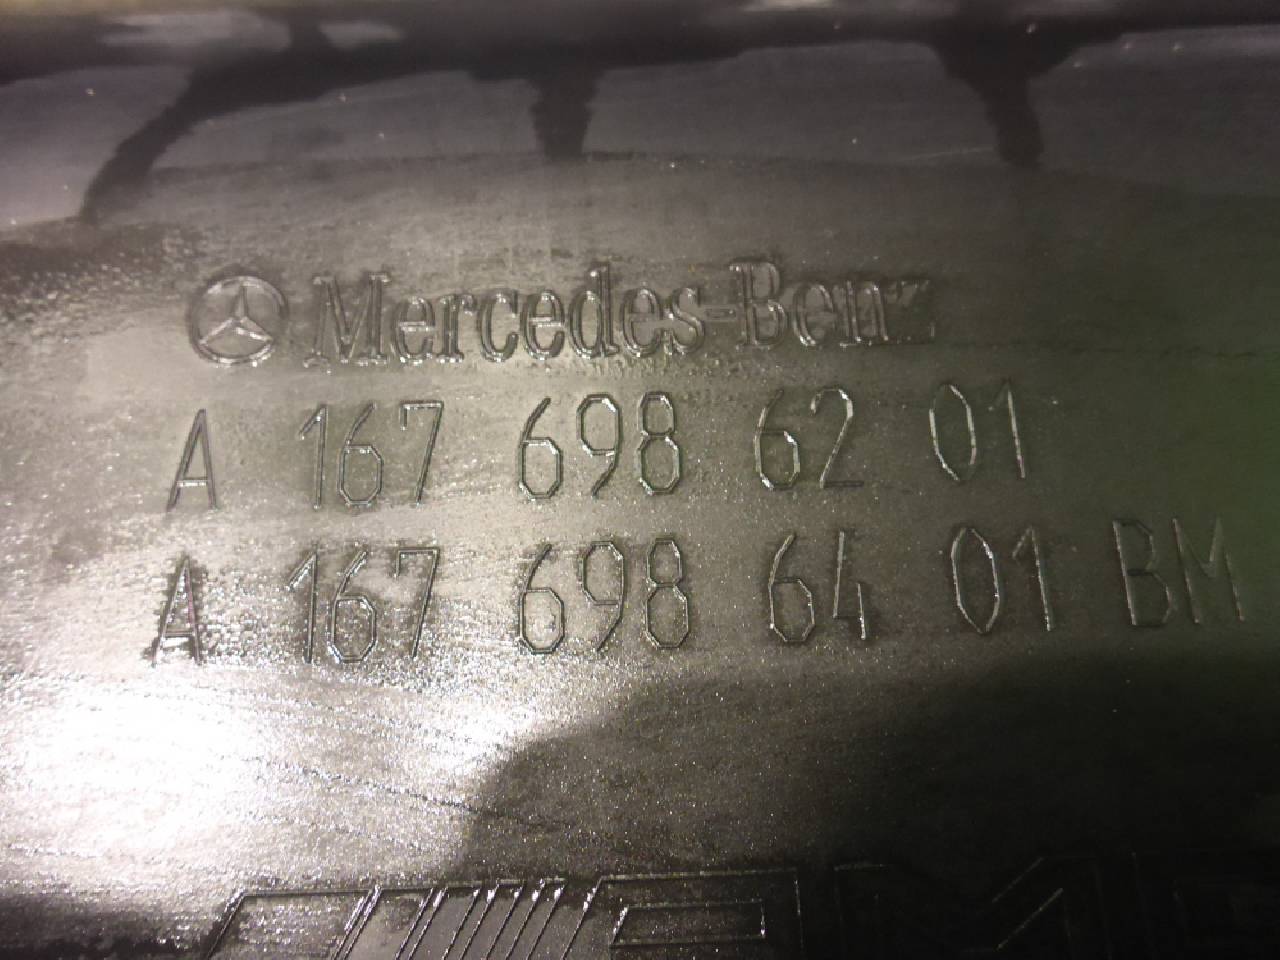 Mercedes-Benz
A 167 698 62 01
A 167 698 64 01 BM